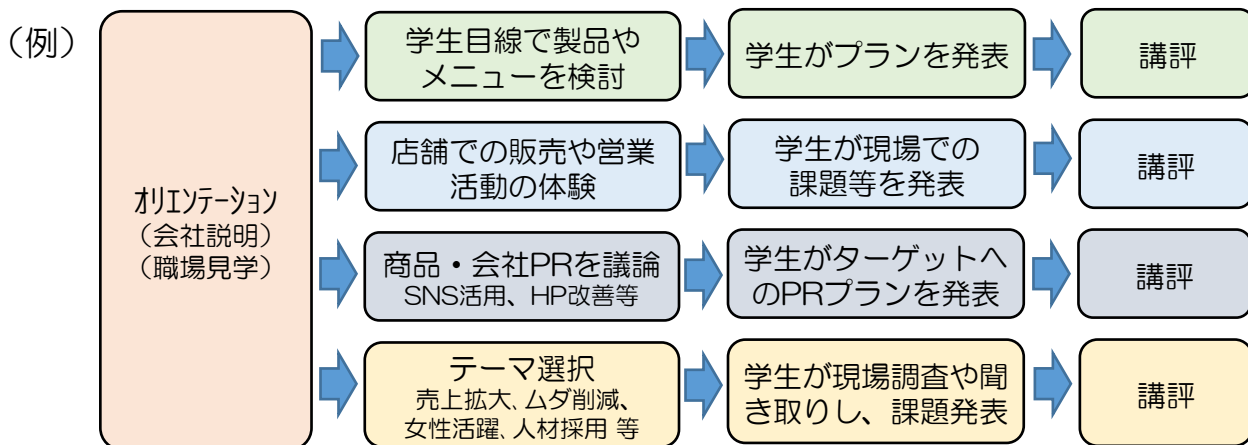 （例）
ｵﾘｴﾝﾃｰｼｮﾝ
（会社説明）
（職場見学）
学生目線で製品や
メニューを検討
学生がプランを発表
講評
店舗での販売や営業
活動の体験
学生が現場での
課題等を発表
講評
商品・会社PRを議論
SNS活用、HP改善等
学生がターゲットへ
のPRプランを発表
講評
テーマ選択
売上拡大、ムダ削減、
女性活躍、人材採用 等
学生が現場調査や聞
き取りし、課題発表
講評